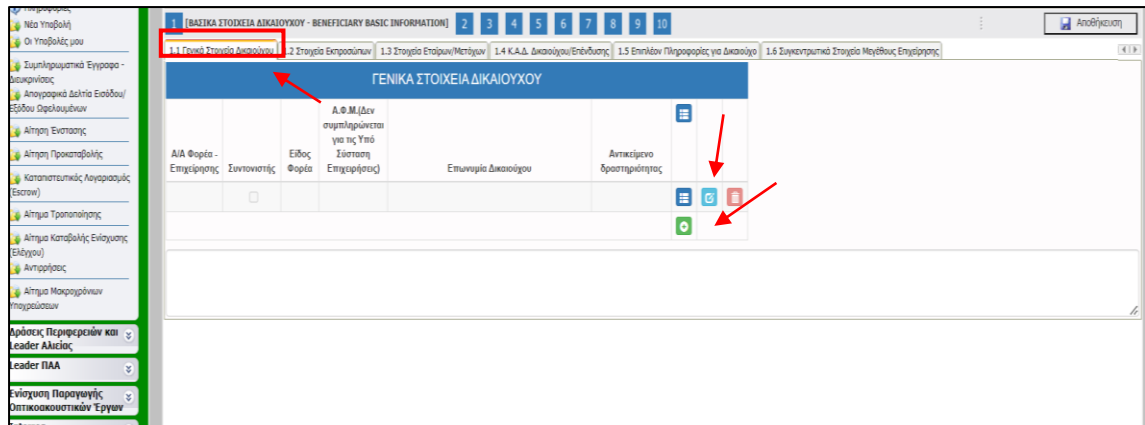 Νέα Υποβολή
Οι Υποβολές μου
Συμπληρωματικά Έγγραφα -
Διευκρινίσεις
Απογραφικά Δελτία Εισόδου/
Εξόδου Ωφελουμένων
Αίτηση Ένστασης
Αίτηση Προκαταβολής
Καταπιστευτικός Λογαριασμός
(Escrow)
Αίτημα Τροποποίησης
Αίτημα Καταβολής Ενίσχυσης
(Ελέγχου)
Αντιρρήσεις
Αίτημα Μακροχρόνιων
Υποχρεώσεων
Δράσεις Περιφερειών και
Leader Αλιείας
Leader ΠΑΑ
Ενίσχυση Παραγωγής
Οπτικοακουστικών Έργων
1 [ΒΑΣΙΚΑ ΣΤΟΙΧΕΙΑ ΔΙΚΑΙΟΥΧΟΥ - BENEFICIARY BASIC INFORMATION] 2 3 4 5 6 7 8 9 10
Αποθήκευση
1.1 Γενικά Στοιχεία Δικαιούχου 1.2 Στοιχεία Εκπροσώπων 1.3 Στοιχεία Εταίρων/Μετόχων 1.4 Κ.Α.Δ. Δικαιούχου/Επένδυσης 1.5 Επιπλέον Πληροφορίες για Δικαιούχο 1.6 Συγκεντρωτικά Στοιχεία Μεγέθους Επιχείρησης
ΓΕΝΙΚΑ ΣΤΟΙΧΕΙΑ ΔΙΚΑΙΟΥΧΟΥ
Α/Α Φορέα -
Επιχείρησης
Συντονιστής
Είδος
Φορέα
Α.Φ.Μ.(Δεν
συμπληρώνεται
για τις Υπό
Σύσταση
Επιχειρήσεις)
Επωνυμία Δικαιούχου
Αντικείμενο
δραστηριότητας